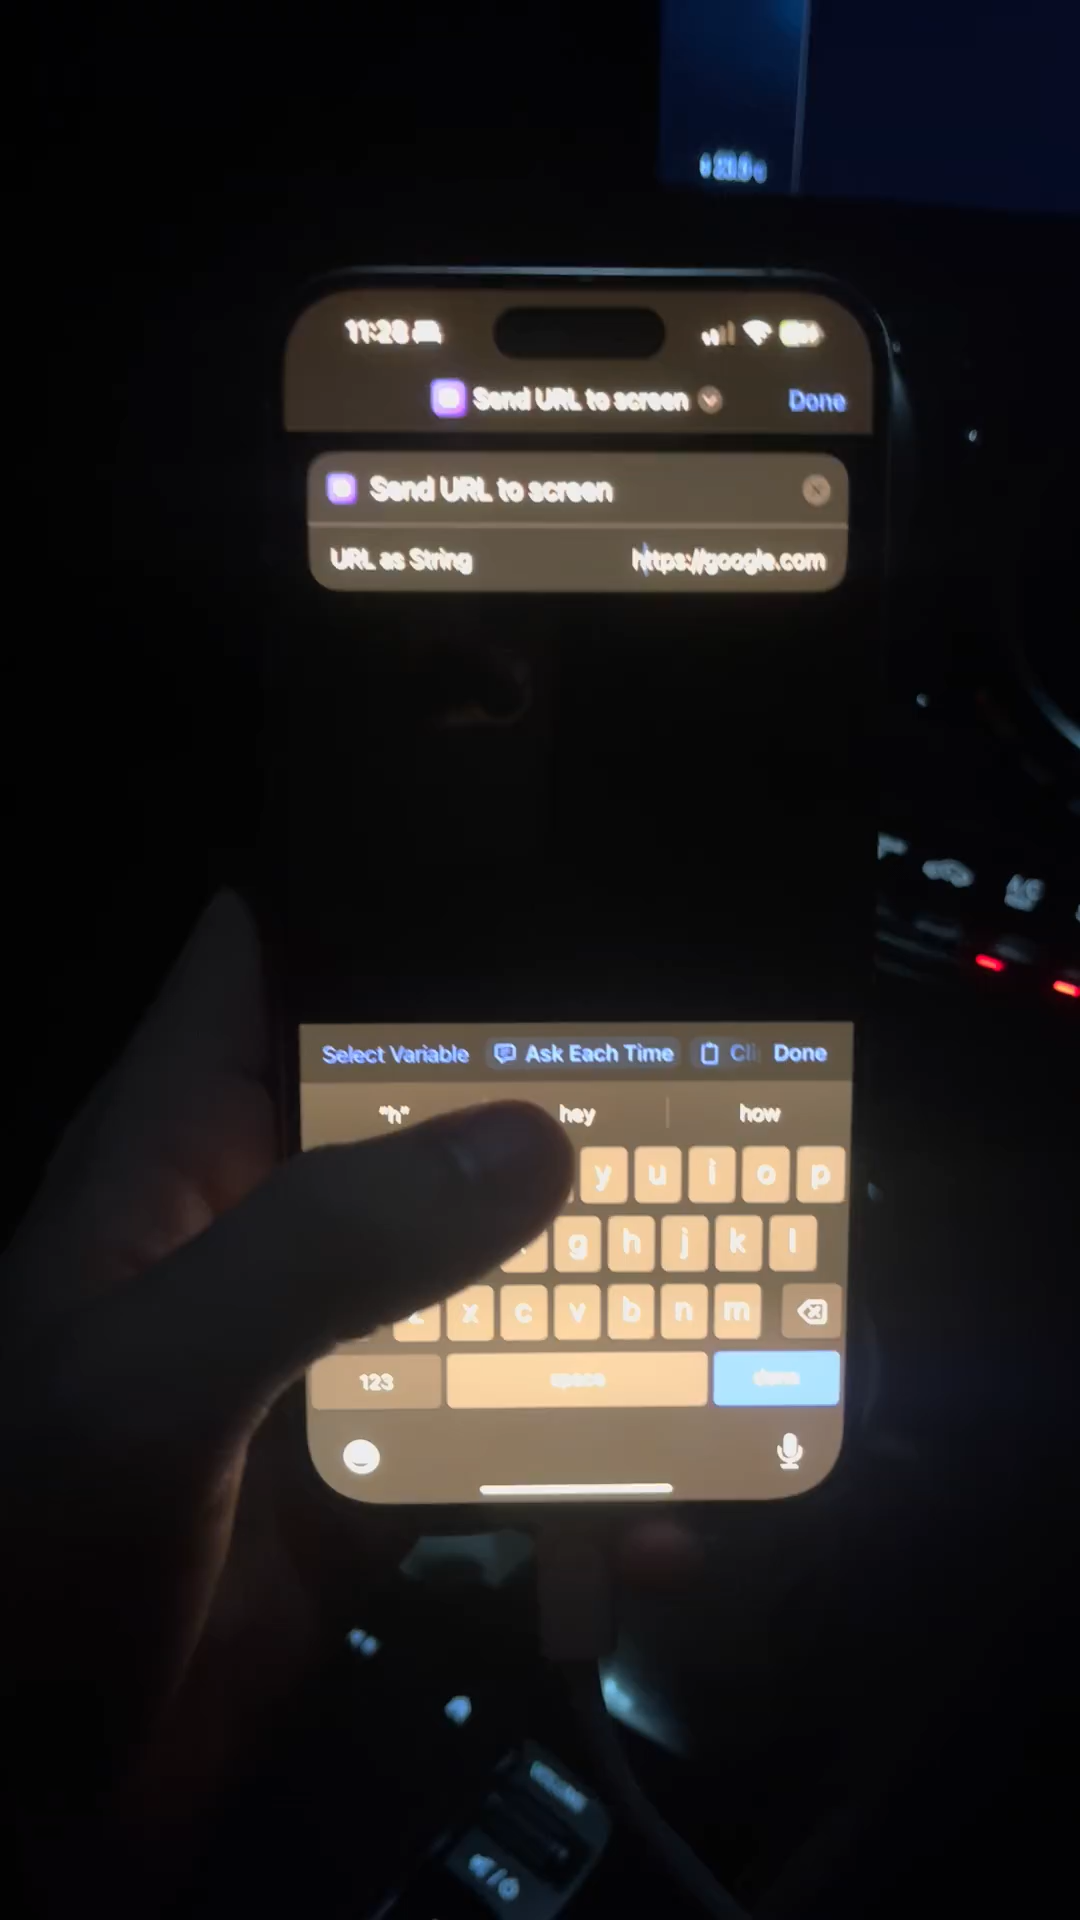 11:28
Send URL to screen
Done
Send URL to screen
URL as String
https://google.com
Select Variable
Ask Each Time
Cli
Done
"h"
hey
how
y u i o p
g h j k l
z x c v b n m
123
space
done
A/C